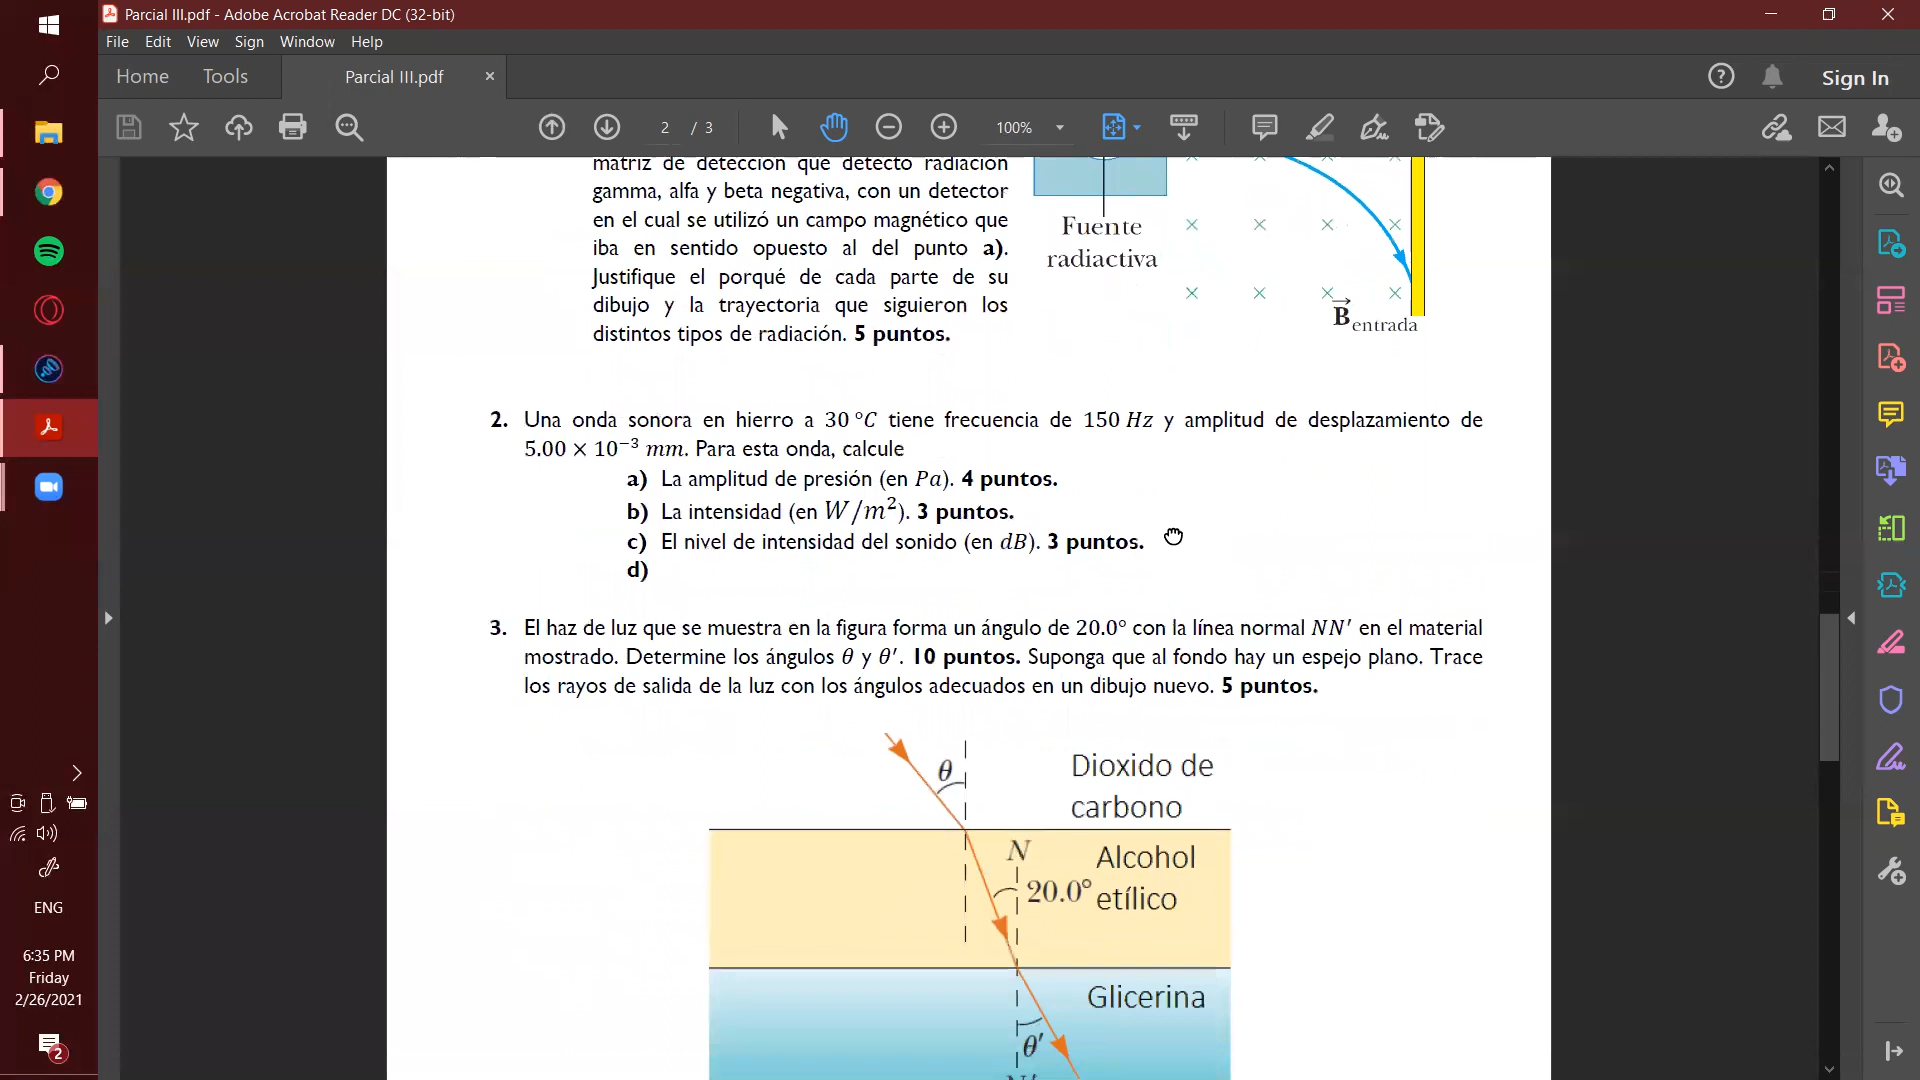 Parcial III.pdf - Adobe Acrobat Reader DC (32-bit)
File Edit View Sign Window Help
Home Tools Parcial III.pdf × Sign In
2 / 3 100%
matriz de detección que detectó radiación
gamma, alfa y beta negativa, con un detector
en el cual se utilizó un campo magnético que
iba en sentido opuesto al del punto a).
Justifique el porqué de cada parte de su
dibujo y la trayectoria que siguieron los
distintos tipos de radiación. 5 puntos.
Fuente
radiactiva
B entrada
2. Una onda sonora en hierro a 30 °C tiene frecuencia de 150 Hz y amplitud de desplazamiento de
5.00 × 10⁻³ mm. Para esta onda, calcule
a) La amplitud de presión (en Pa). 4 puntos.
b) La intensidad (en W/m²). 3 puntos.
c) El nivel de intensidad del sonido (en dB). 3 puntos.
d)
3. El haz de luz que se muestra en la figura forma un ángulo de 20.0° con la línea normal NN′ en el material
mostrado. Determine los ángulos θ y θ′. 10 puntos. Suponga que al fondo hay un espejo plano. Trace
los rayos de salida de la luz con los ángulos adecuados en un dibujo nuevo. 5 puntos.
θ
Dioxido de
carbono
N
Alcohol
20.0°
etílico
Glicerina
θ′
N′
ENG
6:35 PM
Friday
2/26/2021
2